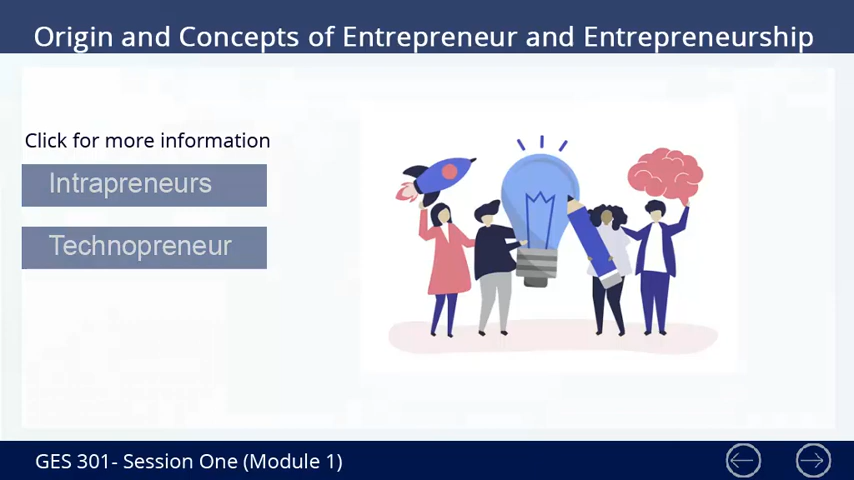 Origin and Concepts of Entrepreneur and Entrepreneurship
Click for more information
Intrapreneurs
Technopreneur
GES 301- Session One (Module 1)